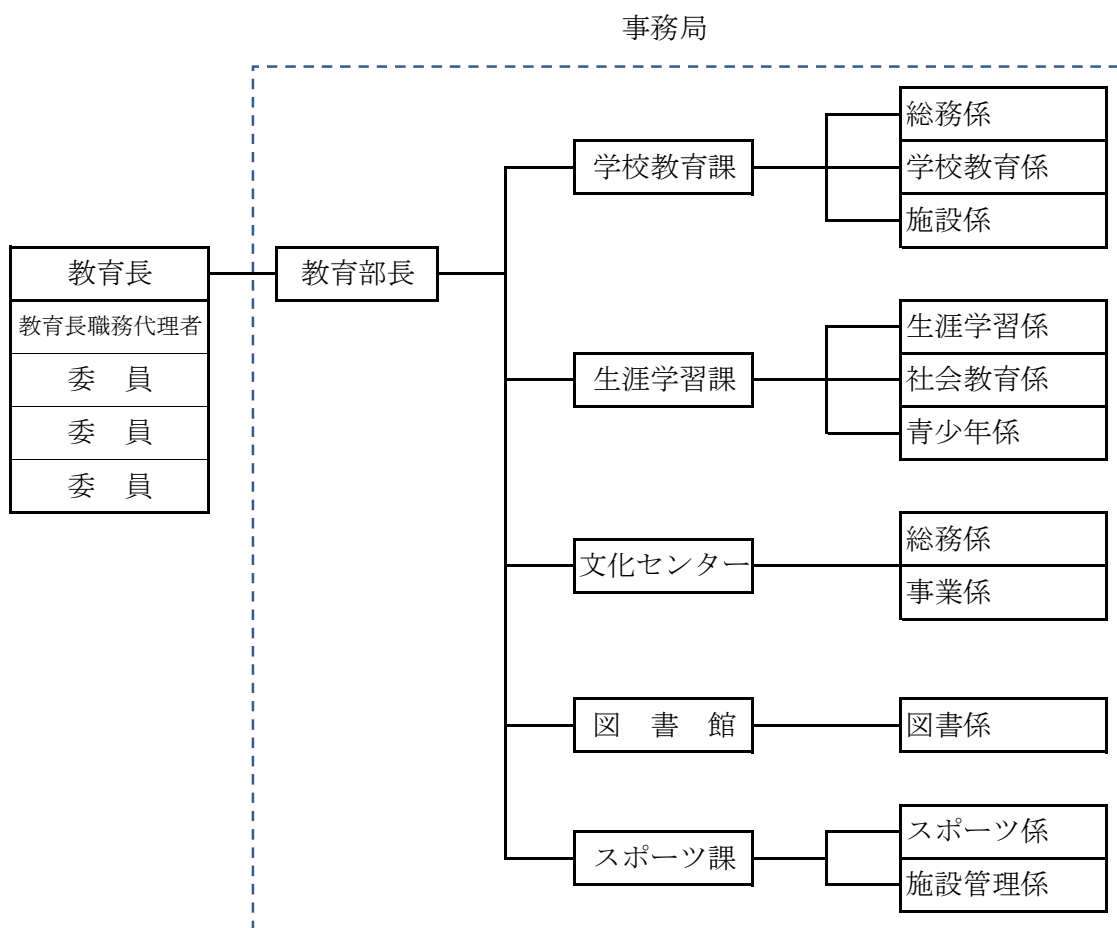 事務局
総務係
学校教育課
学校教育係
施設係
教育長
教育部長
教育長職務代理者
委　員
委　員
委　員
生涯学習係
生涯学習課
社会教育係
青少年係
総務係
文化センター
事業係
図　書　館
図書係
スポーツ係
スポーツ課
施設管理係